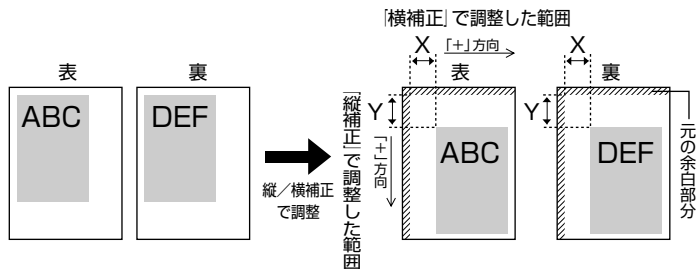 「横補正」で調整した範囲
X
「+」方向
X
表
裏
表
裏
ABC
DEF
縦／横補正
で調整
「縦補正」で調整した範囲
Y
「+」方向
ABC
Y
DEF
元の余白部分